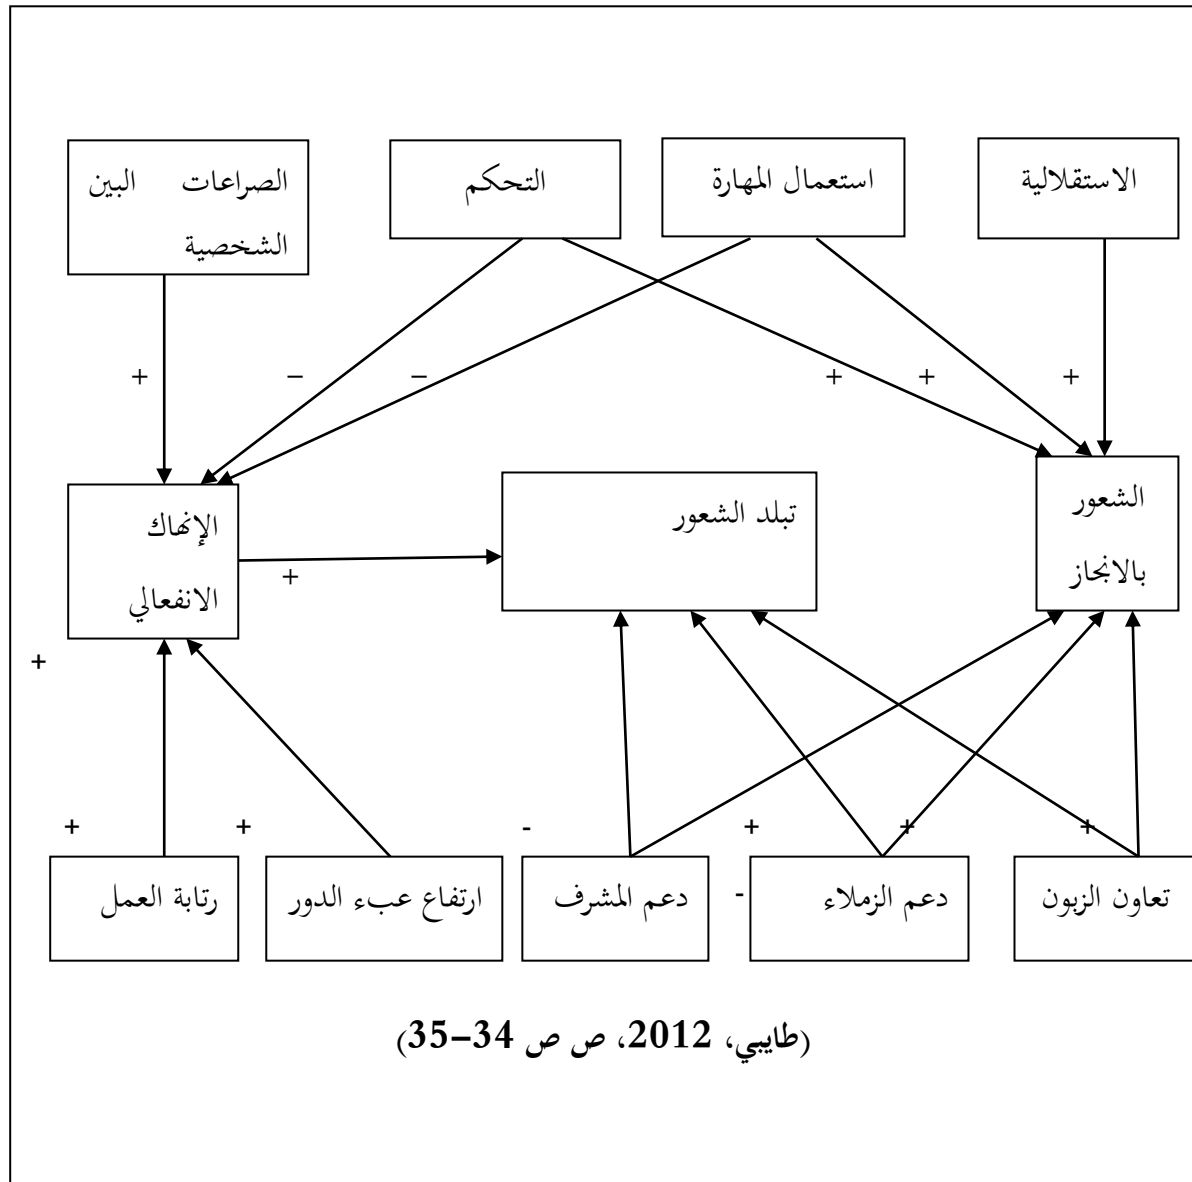 الاستقلالية
استعمال المهارة
التحكم
الصراعات البين
الشخصية
+ – – + + +
الشعور
بالانجاز
تبلد الشعور
الإنهاك
الانفعالي
+
+
+ + - + + +
تعاون الزبون
دعم الزملاء
-
دعم المشرف
ارتفاع عبء الدور
رتابة العمل
(طايبي، 2012، ص ص 34–35)